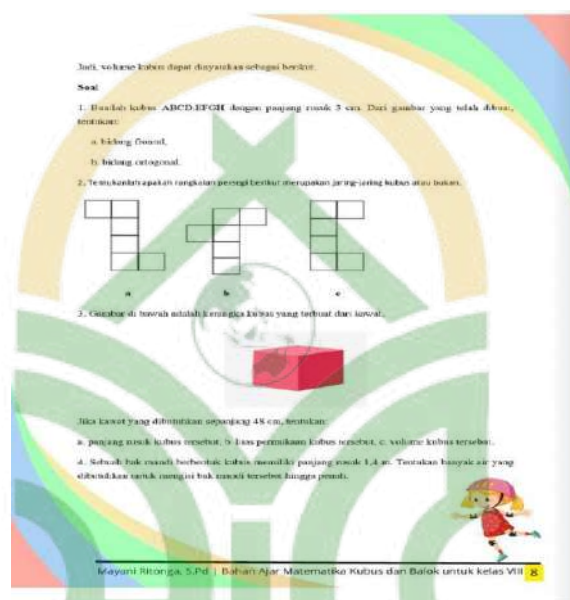 Jadi, volume kubus dapat dinyatakan sebagai berikut.
Soal
1. Buatlah kubus ABCD.EFGH dengan panjang rusuk 5 cm. Dari gambar yang telah dibuat,
tentukan:
a. bidang frontal,
b. bidang ortogonal.
2. Temukanlah apakah rangkaian persegi berikut merupakan jaring-jaring kubus atau bukan.
a b c
3. Gambar di bawah adalah kerangka kubus yang terbuat dari kawat.
Jika kawat yang dibutuhkan sepanjang 48 cm, tentukan:
a. panjang rusuk kubus tersebut, b. luas permukaan kubus tersebut, c. volume kubus tersebut.
4. Sebuah bak mandi berbentuk kubus memiliki panjang rusuk 1,4 m. Tentukan banyak air yang
dibutuhkan untuk mengisi bak mandi tersebut hingga penuh.
Mayani Ritonga, S.Pd | Bahan Ajar Matematika Kubus dan Balok untuk kelas VIII 8